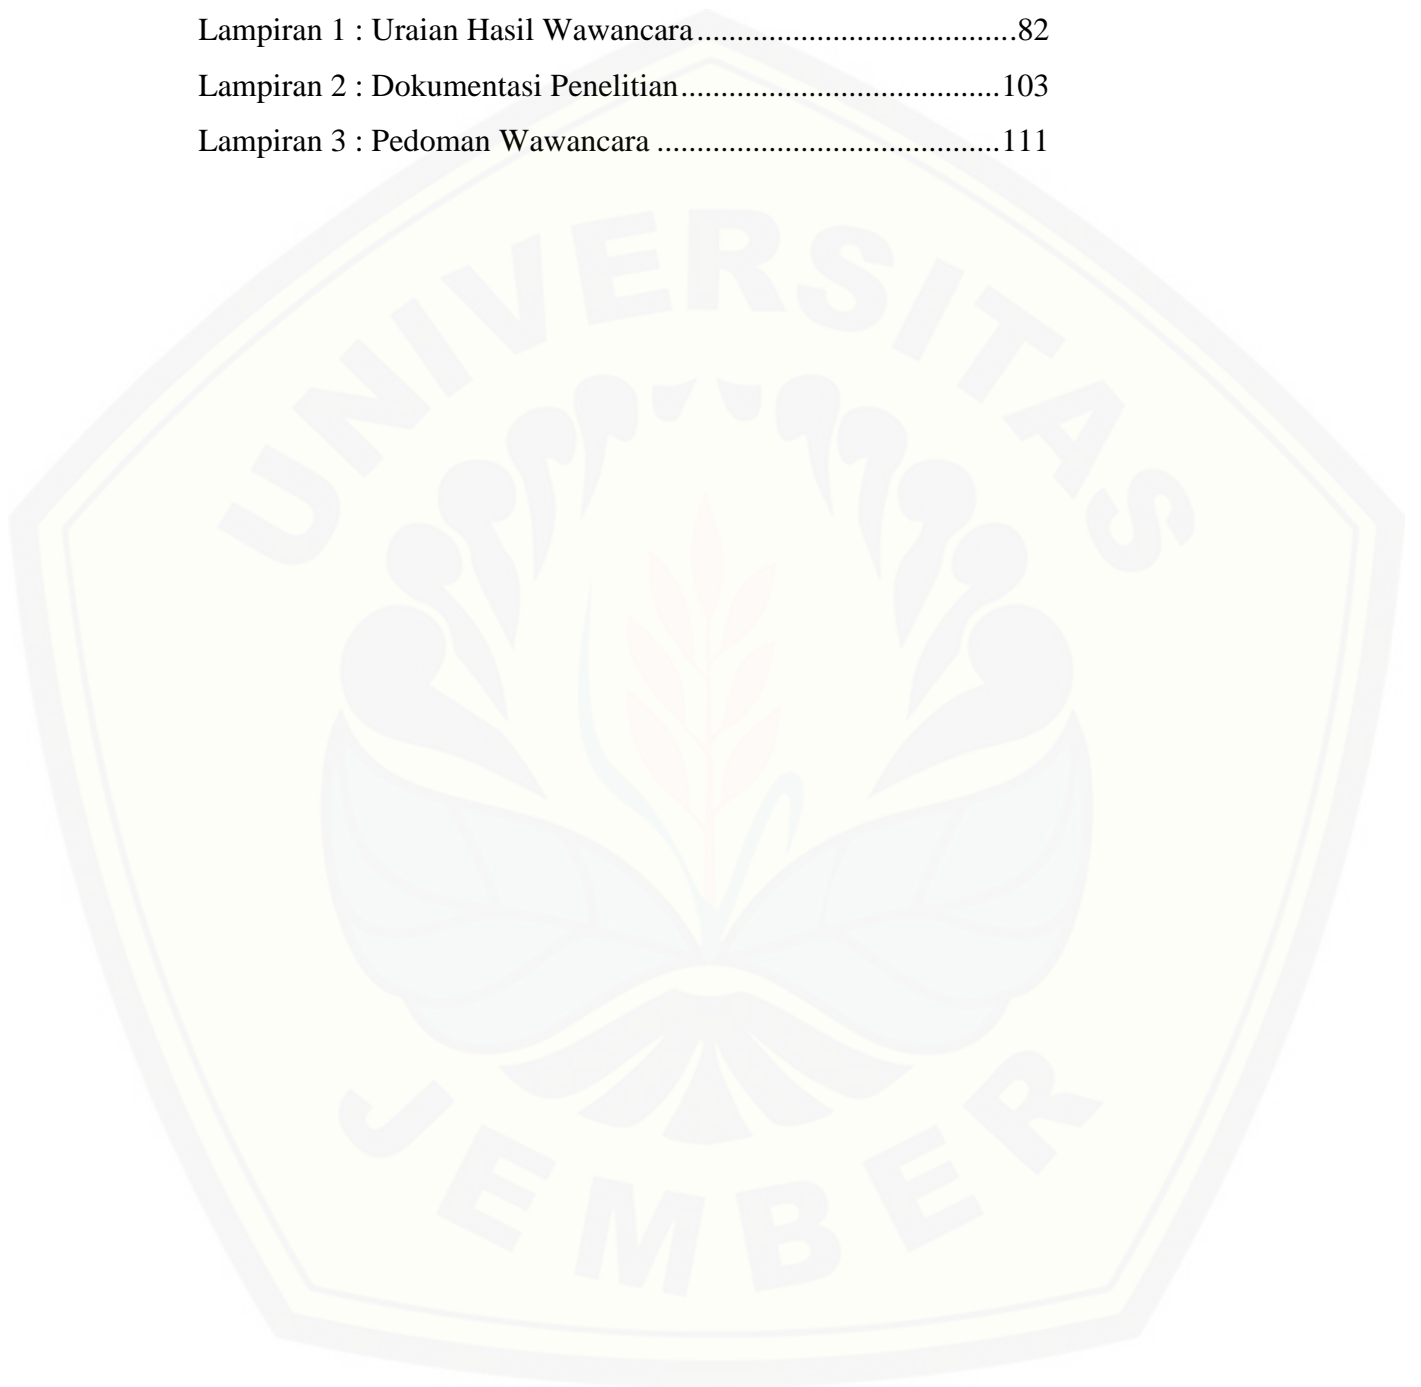 Lampiran 1 : Uraian Hasil Wawancara........................................82
Lampiran 2 : Dokumentasi Penelitian........................................103
Lampiran 3 : Pedoman Wawancara ...........................................111
UNIVERSITAS
JEMBER